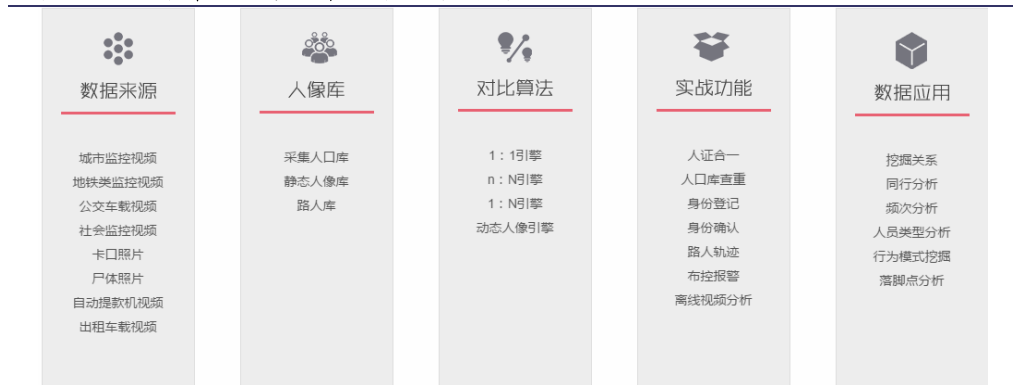 数据来源
城市监控视频
地铁类监控视频
公交车载视频
社会监控视频
卡口照片
尸体照片
自动提款机视频
出租车载视频
人像库
采集人口库
静态人像库
路人库
对比算法
1：1引擎
n：N引擎
1：N引擎
动态人像引擎
实战功能
人证合一
人口库查重
身份登记
身份确认
路人轨迹
布控报警
离线视频分析
数据应用
挖掘关系
同行分析
频次分析
人员类型分析
行为模式挖掘
落脚点分析